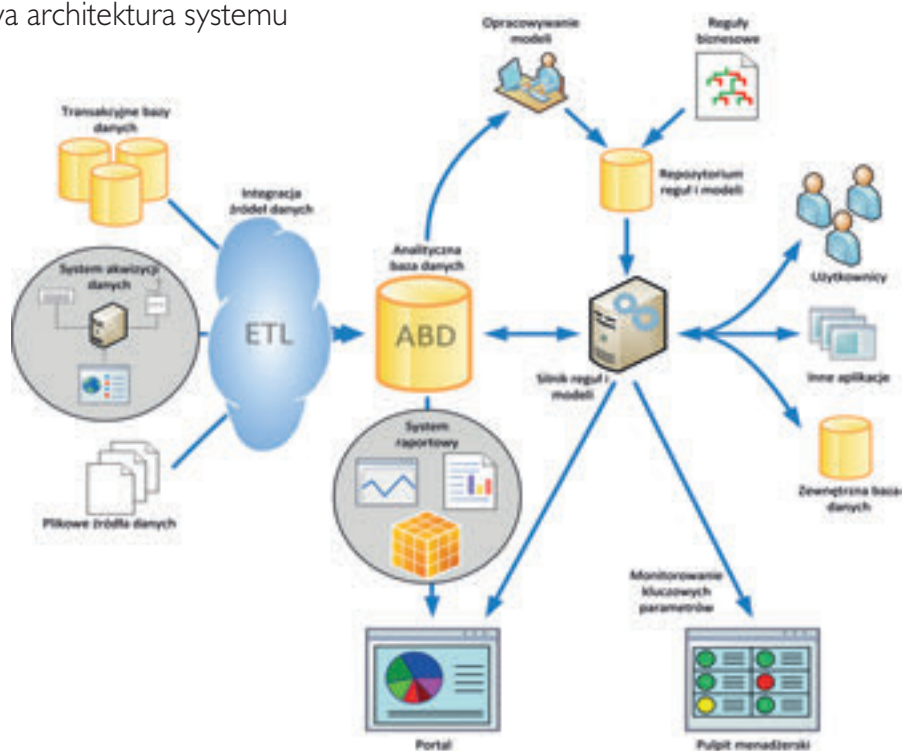 architektura systemu
Opracowywanie
modeli
Reguły
biznesowe
Transakcyjne bazy
danych
Integracja
źródeł danych
Repozytorium
reguł i modeli
Analityczna
baza danych
System akwizycji
danych
Użytkownicy
ETL
ABD
Silnik reguł i
modeli
Inne aplikacje
System
raportowy
Plikowe źródła danych
Zewnętrzna baza
danych
Monitorowanie
kluczowych
parametrów
Portal
Pulpit menadżerski